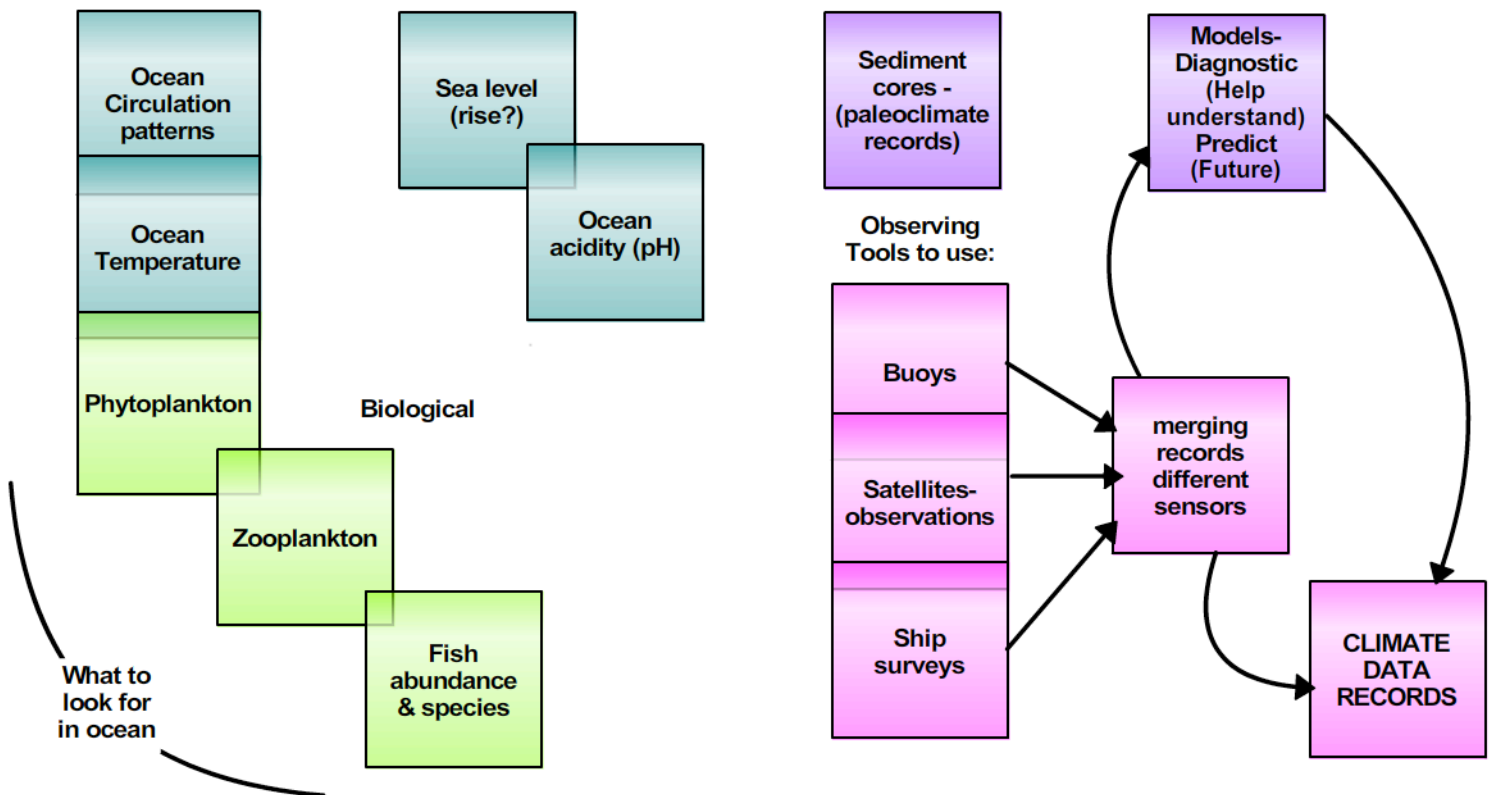 Ocean
Circulation
patterns
Ocean
Temperature
Phytoplankton
Sea level
(rise?)
Ocean
acidity (pH)
Biological
Zooplankton
Fish
abundance
& species
What to
look for
in ocean
Sediment
cores -
(paleoclimate
records)
Models-
Diagnostic
(Help
understand)
Predict
(Future)
Observing
Tools to use:
Buoys
Satellites-
observations
Ship
surveys
merging
records
different
sensors
CLIMATE
DATA
RECORDS